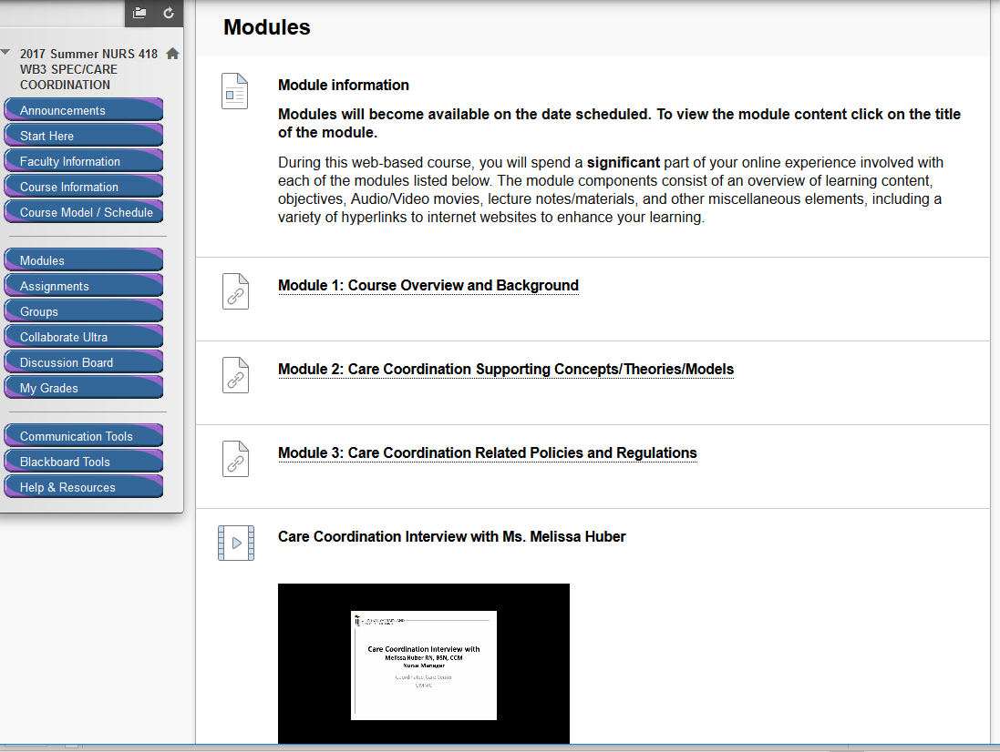 2017 Summer NURS 418
WB3 SPEC/CARE
COORDINATION
Announcements
Start Here
Faculty Information
Course Information
Course Model / Schedule
Modules
Assignments
Groups
Collaborate Ultra
Discussion Board
My Grades
Communication Tools
Blackboard Tools
Help & Resources
Modules
Module information
Modules will become available on the date scheduled. To view the module content click on the title
of the module.
During this web-based course, you will spend a significant part of your online experience involved with
each of the modules listed below. The module components consist of an overview of learning content,
objectives, Audio/Video movies, lecture notes/materials, and other miscellaneous elements, including a
variety of hyperlinks to internet websites to enhance your learning.
Module 1: Course Overview and Background
Module 2: Care Coordination Supporting Concepts/Theories/Models
Module 3: Care Coordination Related Policies and Regulations
Care Coordination Interview with Ms. Melissa Huber
Care Coordination Interview with
Melissa Huber RN, BSN, CCM
Nurse Manager
Coordinated Care Center
UMMC